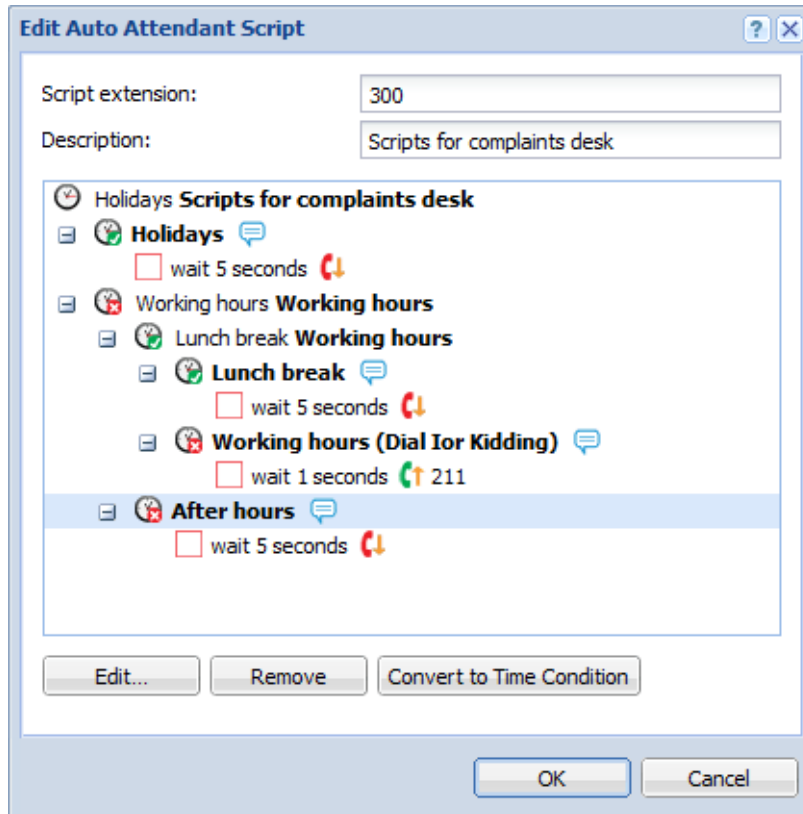 Edit Auto Attendant Script
Script extension: 300
Description: Scripts for complaints desk
Holidays Scripts for complaints desk
Holidays
wait 5 seconds
Working hours Working hours
Lunch break Working hours
Lunch break
wait 5 seconds
Working hours (Dial Ior Kidding)
wait 1 seconds 211
After hours
wait 5 seconds
Edit... Remove Convert to Time Condition
OK Cancel